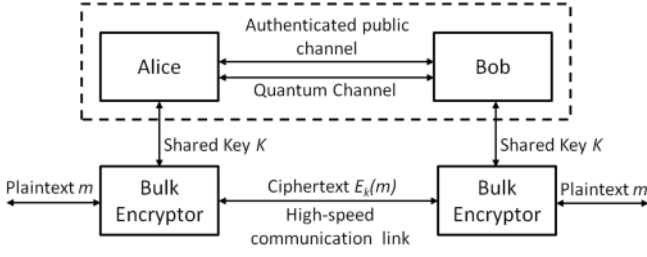 Authenticated public
channel
Alice
Bob
Quantum Channel
Shared Key K
Shared Key K
Plaintext m
Bulk
Encryptor
Ciphertext E_k(m)
High-speed
communication link
Bulk
Encryptor
Plaintext m